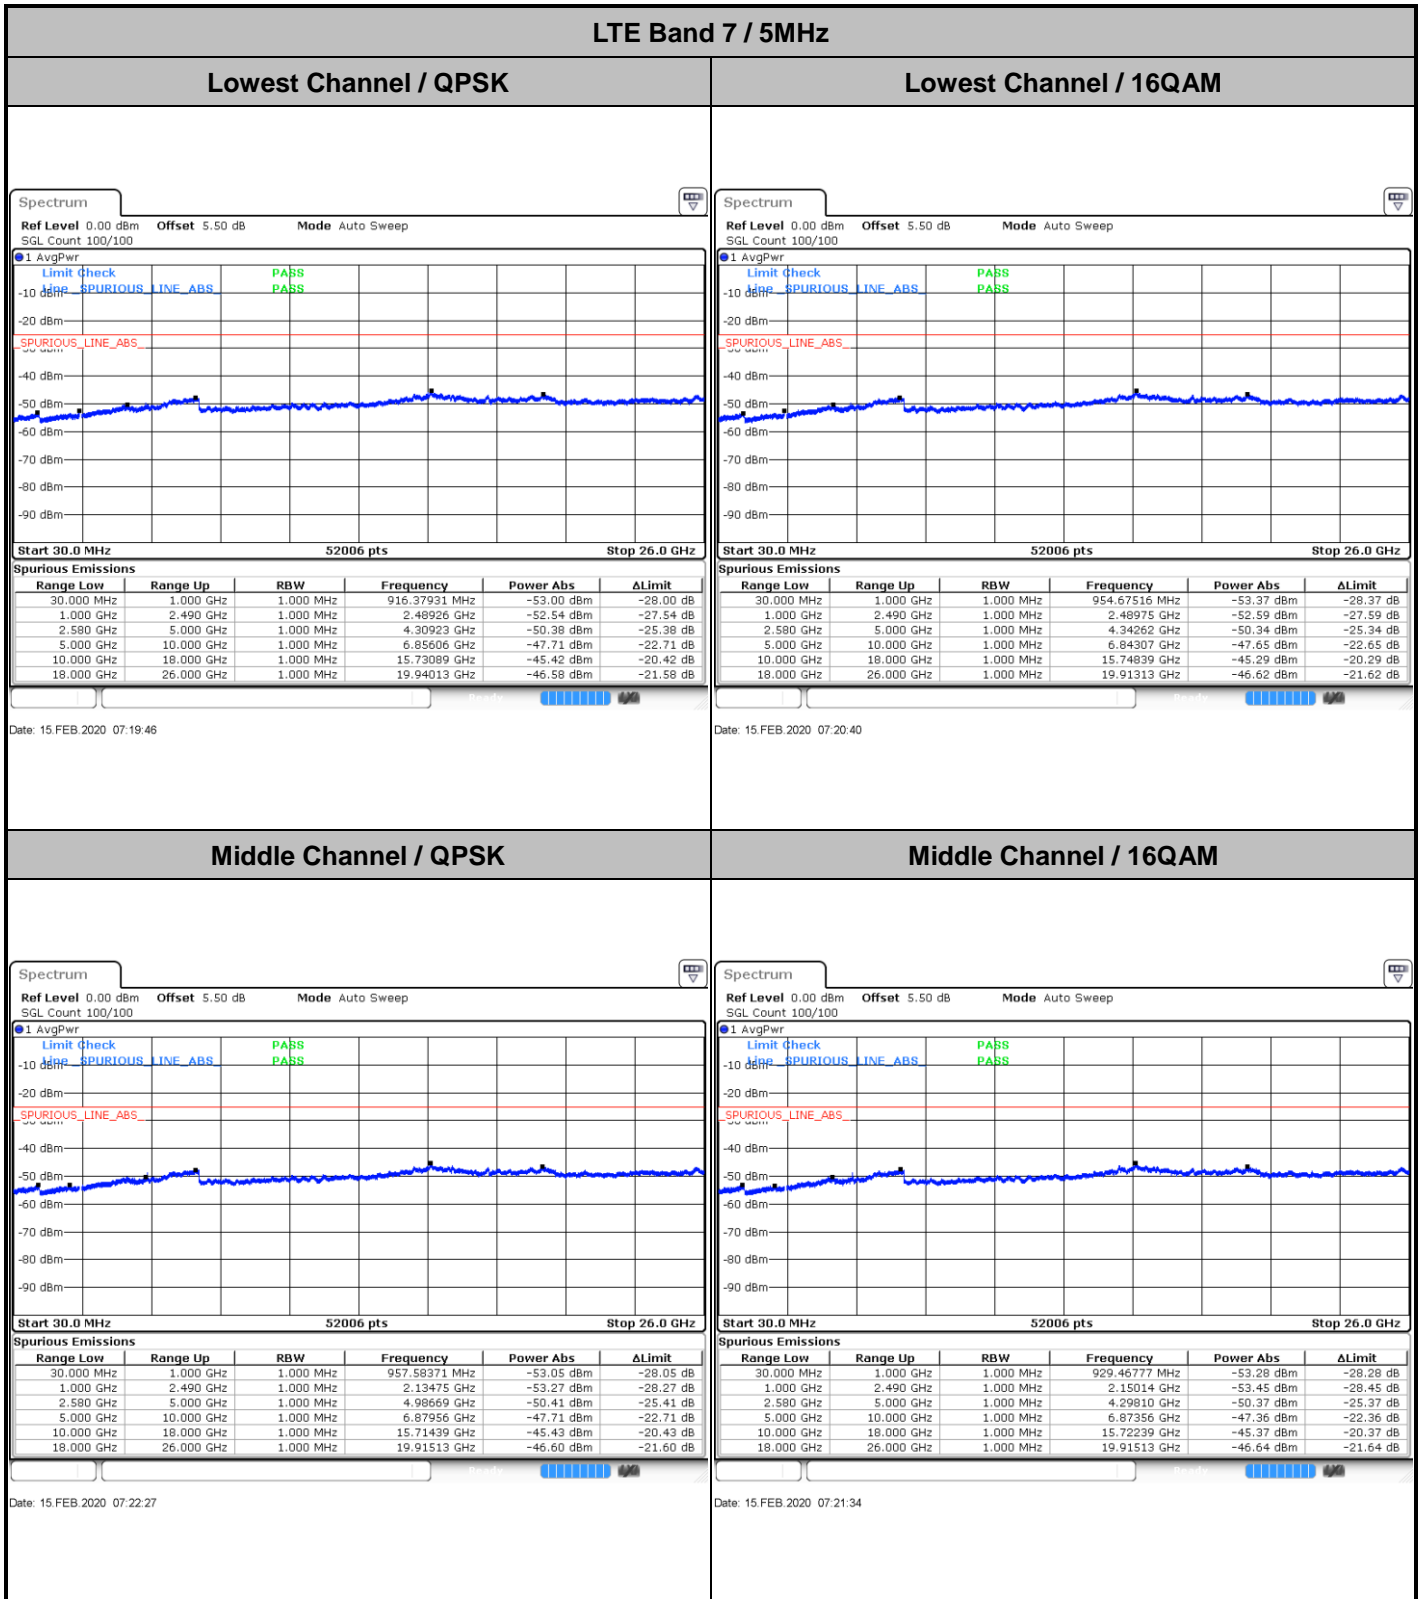 LTE Band 7 / 5MHz
Lowest Channel / QPSK
Lowest Channel / 16QAM
Spectrum
Ref Level 0.00 dBm Offset 5.50 dB Mode Auto Sweep
SGL Count 100/100
1 AvgPwr
Limit Check PASS
Line _SPURIOUS_LINE_ABS_ PASS
-10 dBm
-20 dBm
_SPURIOUS_LINE_ABS_
-40 dBm
-50 dBm
-60 dBm
-70 dBm
-80 dBm
-90 dBm
Start 30.0 MHz 52006 pts Stop 26.0 GHz
Spurious Emissions
Range Low Range Up RBW Frequency Power Abs ΔLimit
30.000 MHz 1.000 GHz 1.000 MHz 916.37931 MHz -53.00 dBm -28.00 dB
1.000 GHz 2.490 GHz 1.000 MHz 2.48926 GHz -52.54 dBm -27.54 dB
2.580 GHz 5.000 GHz 1.000 MHz 4.30923 GHz -50.38 dBm -25.38 dB
5.000 GHz 10.000 GHz 1.000 MHz 6.85606 GHz -47.71 dBm -22.71 dB
10.000 GHz 18.000 GHz 1.000 MHz 15.73089 GHz -45.42 dBm -20.42 dB
18.000 GHz 26.000 GHz 1.000 MHz 19.94013 GHz -46.58 dBm -21.58 dB
Date: 15.FEB.2020 07:19:46
Spectrum
Ref Level 0.00 dBm Offset 5.50 dB Mode Auto Sweep
SGL Count 100/100
1 AvgPwr
Limit Check PASS
Line _SPURIOUS_LINE_ABS_ PASS
-10 dBm
-20 dBm
_SPURIOUS_LINE_ABS_
-40 dBm
-50 dBm
-60 dBm
-70 dBm
-80 dBm
-90 dBm
Start 30.0 MHz 52006 pts Stop 26.0 GHz
Spurious Emissions
Range Low Range Up RBW Frequency Power Abs ΔLimit
30.000 MHz 1.000 GHz 1.000 MHz 954.67516 MHz -53.37 dBm -28.37 dB
1.000 GHz 2.490 GHz 1.000 MHz 2.48975 GHz -52.59 dBm -27.59 dB
2.580 GHz 5.000 GHz 1.000 MHz 4.34262 GHz -50.34 dBm -25.34 dB
5.000 GHz 10.000 GHz 1.000 MHz 6.84307 GHz -47.65 dBm -22.65 dB
10.000 GHz 18.000 GHz 1.000 MHz 15.74839 GHz -45.29 dBm -20.29 dB
18.000 GHz 26.000 GHz 1.000 MHz 19.91313 GHz -46.62 dBm -21.62 dB
Date: 15.FEB.2020 07:20:40
Middle Channel / QPSK
Middle Channel / 16QAM
Spectrum
Ref Level 0.00 dBm Offset 5.50 dB Mode Auto Sweep
SGL Count 100/100
1 AvgPwr
Limit Check PASS
Line _SPURIOUS_LINE_ABS_ PASS
-10 dBm
-20 dBm
_SPURIOUS_LINE_ABS_
-40 dBm
-50 dBm
-60 dBm
-70 dBm
-80 dBm
-90 dBm
Start 30.0 MHz 52006 pts Stop 26.0 GHz
Spurious Emissions
Range Low Range Up RBW Frequency Power Abs ΔLimit
30.000 MHz 1.000 GHz 1.000 MHz 957.58371 MHz -53.05 dBm -28.05 dB
1.000 GHz 2.490 GHz 1.000 MHz 2.13475 GHz -53.27 dBm -28.27 dB
2.580 GHz 5.000 GHz 1.000 MHz 4.98669 GHz -50.41 dBm -25.41 dB
5.000 GHz 10.000 GHz 1.000 MHz 6.87956 GHz -47.71 dBm -22.71 dB
10.000 GHz 18.000 GHz 1.000 MHz 15.71439 GHz -45.43 dBm -20.43 dB
18.000 GHz 26.000 GHz 1.000 MHz 19.91513 GHz -46.60 dBm -21.60 dB
Date: 15.FEB.2020 07:22:27
Spectrum
Ref Level 0.00 dBm Offset 5.50 dB Mode Auto Sweep
SGL Count 100/100
1 AvgPwr
Limit Check PASS
Line _SPURIOUS_LINE_ABS_ PASS
-10 dBm
-20 dBm
_SPURIOUS_LINE_ABS_
-40 dBm
-50 dBm
-60 dBm
-70 dBm
-80 dBm
-90 dBm
Start 30.0 MHz 52006 pts Stop 26.0 GHz
Spurious Emissions
Range Low Range Up RBW Frequency Power Abs ΔLimit
30.000 MHz 1.000 GHz 1.000 MHz 929.46777 MHz -53.28 dBm -28.28 dB
1.000 GHz 2.490 GHz 1.000 MHz 2.15014 GHz -53.45 dBm -28.45 dB
2.580 GHz 5.000 GHz 1.000 MHz 4.29810 GHz -50.37 dBm -25.37 dB
5.000 GHz 10.000 GHz 1.000 MHz 6.87356 GHz -47.36 dBm -22.36 dB
10.000 GHz 18.000 GHz 1.000 MHz 15.72239 GHz -45.37 dBm -20.37 dB
18.000 GHz 26.000 GHz 1.000 MHz 19.91513 GHz -46.64 dBm -21.64 dB
Date: 15.FEB.2020 07:21:34